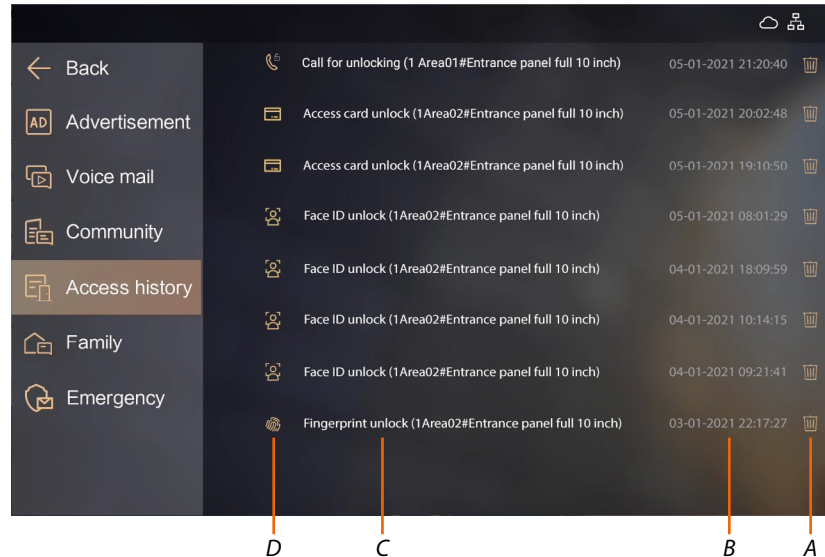 Back
AD Advertisement
Voice mail
Community
Access history
Family
Emergency
Call for unlocking (1 Area01#Entrance panel full 10 inch) 05-01-2021 21:20:40
Access card unlock (1Area02#Entrance panel full 10 inch) 05-01-2021 20:02:48
Access card unlock (1Area02#Entrance panel full 10 inch) 05-01-2021 19:10:50
Face ID unlock (1Area02#Entrance panel full 10 inch) 05-01-2021 08:01:29
Face ID unlock (1Area02#Entrance panel full 10 inch) 04-01-2021 18:09:59
Face ID unlock (1Area02#Entrance panel full 10 inch) 04-01-2021 10:14:15
Face ID unlock (1Area02#Entrance panel full 10 inch) 04-01-2021 09:21:41
Fingerprint unlock (1Area02#Entrance panel full 10 inch) 03-01-2021 22:17:27
D C B A